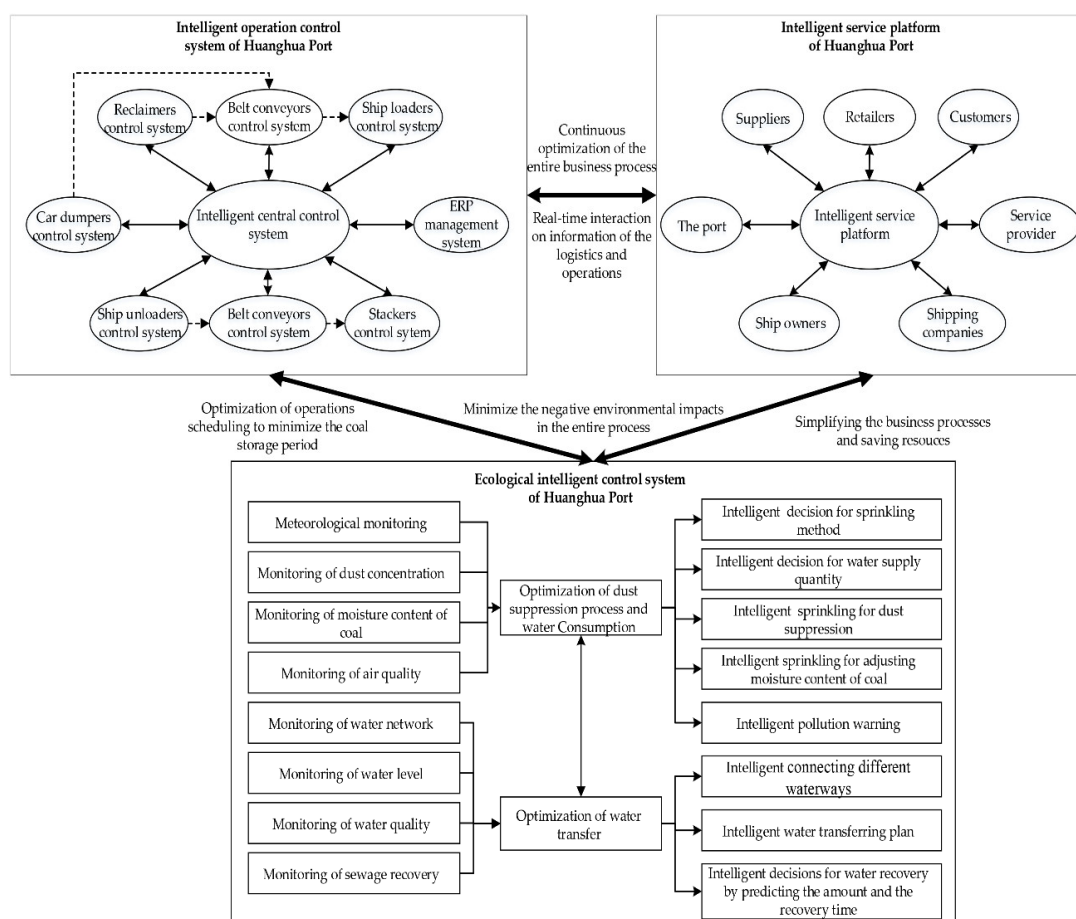 Intelligent operation control
system of Huanghua Port
Reclaimers
control system
Belt conveyors
control system
Ship loaders
control system
Car dumpers
control system
Intelligent central control
system
ERP
management
system
Ship unloaders
control system
Belt conveyors
control system
Stackers
control sytem
Continuous
optimization of the
entire business process
Real-time interaction
on information of the
logistics and
operations
Intelligent service platform
of Huanghua Port
Suppliers
Retailers
Customers
The port
Intelligent service
platform
Service
provider
Ship owners
Shipping
companies
Optimization of operations
scheduling to minimize the coal
storage period
Minimize the negative environmental impacts
in the entire process
Simplifying the business processes
and saving resouces
Ecological intelligent control system
of Huanghua Port
Meteorological monitoring
Monitoring of dust concentration
Monitoring of moisture content of
coal
Monitoring of air quality
Monitoring of water network
Monitoring of water level
Monitoring of water quality
Monitoring of sewage recovery
Optimization of dust
suppression process and
water Consumption
Optimization of water
transfer
Intelligent decision for sprinkling
method
Intelligent decision for water supply
quantity
Intelligent sprinkling for dust
suppression
Intelligent sprinkling for adjusting
moisture content of coal
Intelligent pollution warning
Intelligent connecting different
waterways
Intelligent water transferring plan
Intelligent decisions for water recovery
by predicting the amount and the
recovery time